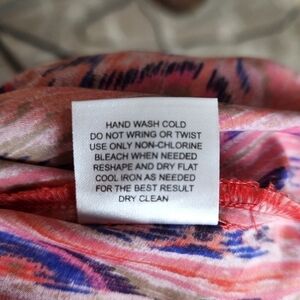 HAND WASH COLD
DO NOT WRING OR TWIST
USE ONLY NON-CHLORINE
BLEACH WHEN NEEDED
RESHAPE AND DRY FLAT
COOL IRON AS NEEDED
FOR THE BEST RESULT
DRY CLEAN